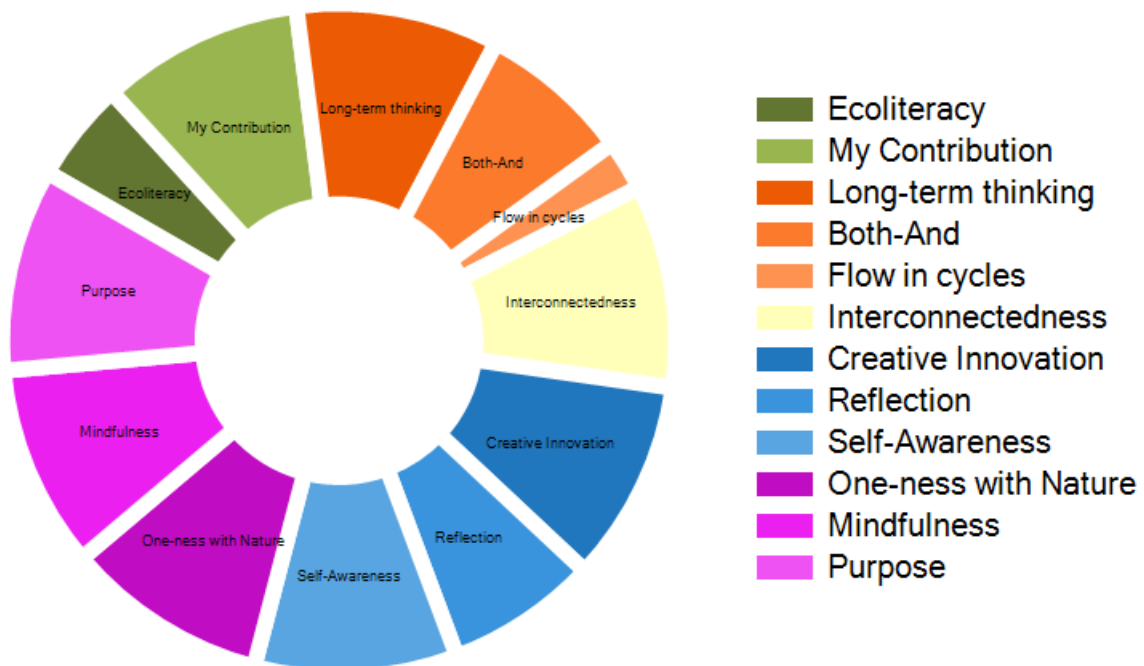 Long-term thinking
My Contribution
Both-And
Ecoliteracy
Flow in cycles
Purpose
Interconnectedness
Mindfulness
Creative Innovation
One-ness with Nature
Reflection
Self-Awareness
Ecoliteracy
My Contribution
Long-term thinking
Both-And
Flow in cycles
Interconnectedness
Creative Innovation
Reflection
Self-Awareness
One-ness with Nature
Mindfulness
Purpose